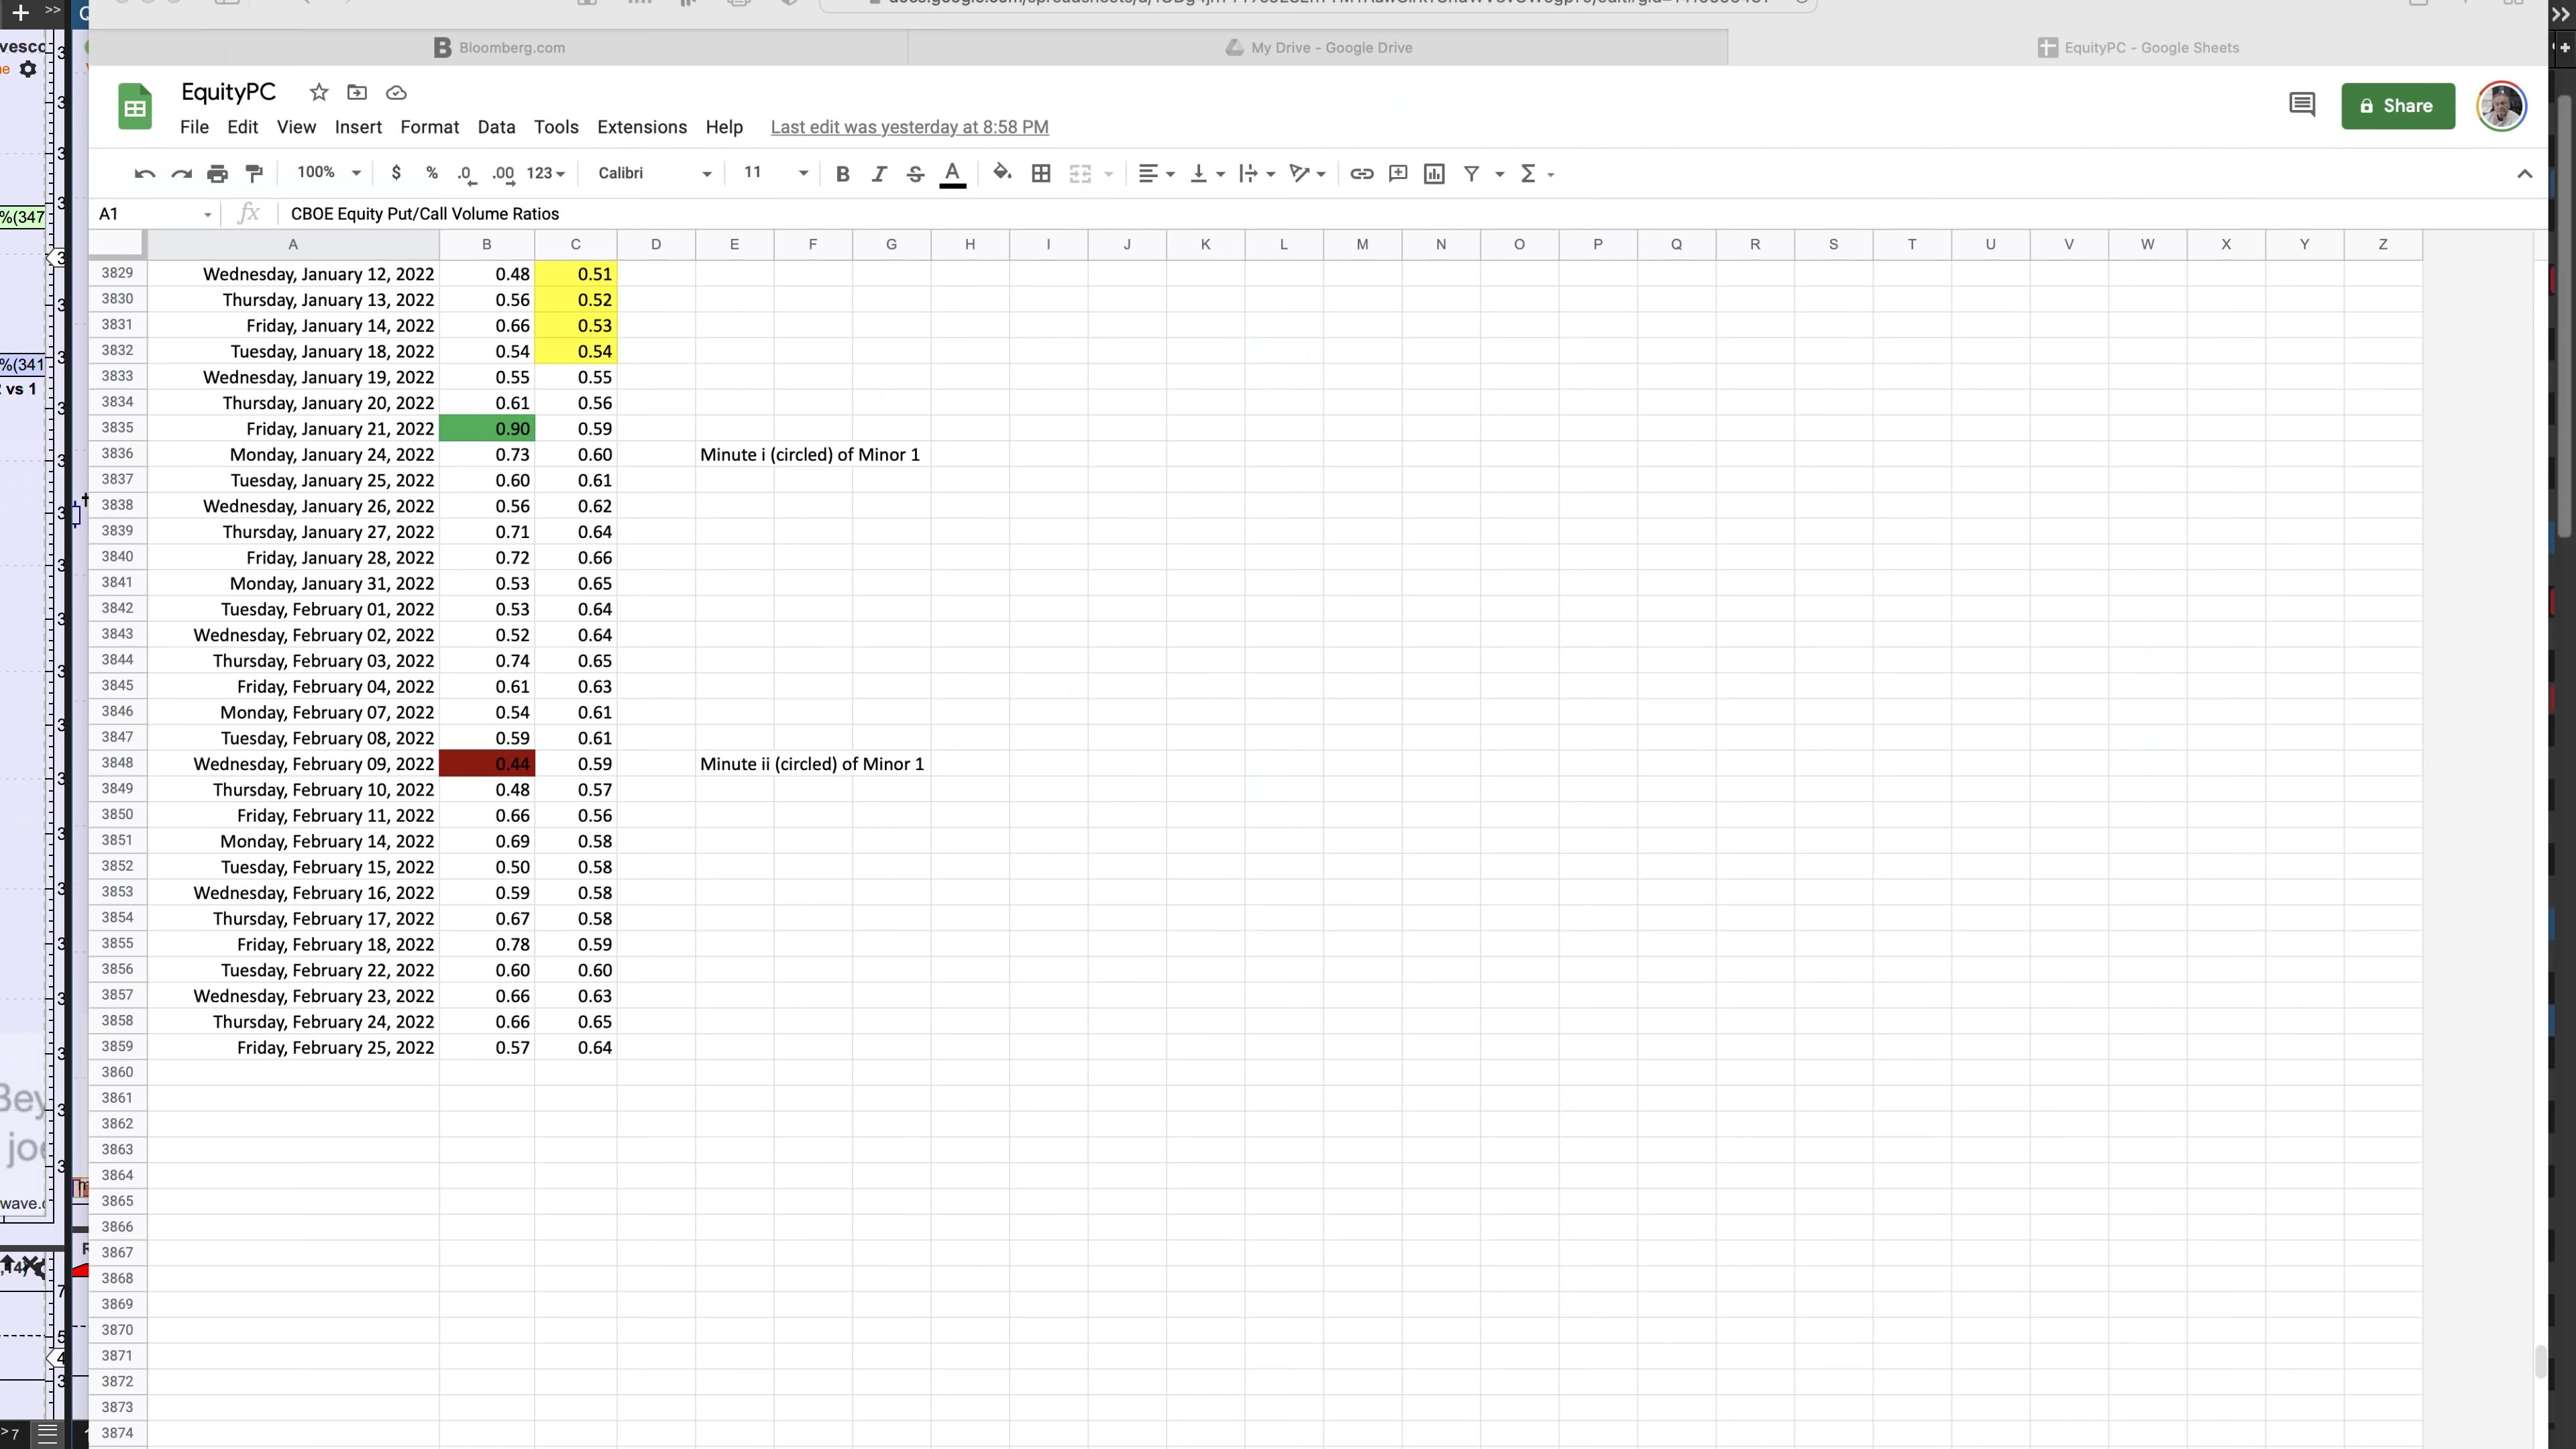 Bloomberg.com
My Drive - Google Drive
EquityPC - Google Sheets
EquityPC
Share
File Edit View Insert Format Data Tools Extensions Help Last edit was yesterday at 8:58 PM
100% $ % .0 .00 123 Calibri 11 B I S A Σ
A1 fx CBOE Equity Put/Call Volume Ratios
A B C D E F G H I J K L M N O P Q R S T U V W X Y Z
3829 Wednesday, January 12, 2022 0.48 0.51
3830 Thursday, January 13, 2022 0.56 0.52
3831 Friday, January 14, 2022 0.66 0.53
3832 Tuesday, January 18, 2022 0.54 0.54
3833 Wednesday, January 19, 2022 0.55 0.55
3834 Thursday, January 20, 2022 0.61 0.56
3835 Friday, January 21, 2022 0.90 0.59
3836 Monday, January 24, 2022 0.73 0.60 Minute i (circled) of Minor 1
3837 Tuesday, January 25, 2022 0.60 0.61
3838 Wednesday, January 26, 2022 0.56 0.62
3839 Thursday, January 27, 2022 0.71 0.64
3840 Friday, January 28, 2022 0.72 0.66
3841 Monday, January 31, 2022 0.53 0.65
3842 Tuesday, February 01, 2022 0.53 0.64
3843 Wednesday, February 02, 2022 0.52 0.64
3844 Thursday, February 03, 2022 0.74 0.65
3845 Friday, February 04, 2022 0.61 0.63
3846 Monday, February 07, 2022 0.54 0.61
3847 Tuesday, February 08, 2022 0.59 0.61
3848 Wednesday, February 09, 2022 0.44 0.59 Minute ii (circled) of Minor 1
3849 Thursday, February 10, 2022 0.48 0.57
3850 Friday, February 11, 2022 0.66 0.56
3851 Monday, February 14, 2022 0.69 0.58
3852 Tuesday, February 15, 2022 0.50 0.58
3853 Wednesday, February 16, 2022 0.59 0.58
3854 Thursday, February 17, 2022 0.67 0.58
3855 Friday, February 18, 2022 0.78 0.59
3856 Tuesday, February 22, 2022 0.60 0.60
3857 Wednesday, February 23, 2022 0.66 0.63
3858 Thursday, February 24, 2022 0.66 0.65
3859 Friday, February 25, 2022 0.57 0.64
3860
3861
3862
3863
3864
3865
3866
3867
3868
3869
3870
3871
3872
3873
3874
%(347
%(341
vs 1